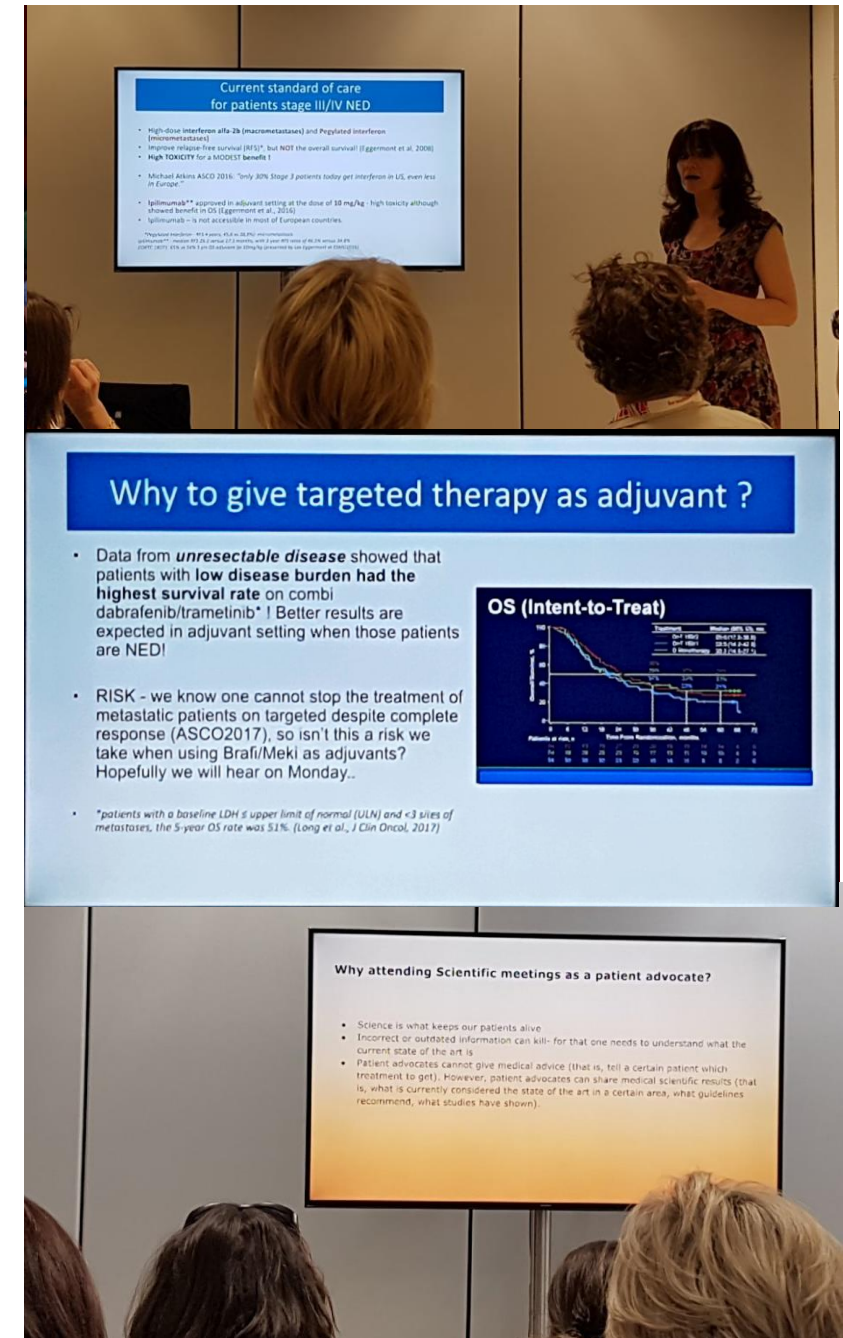 Current standard of care
for patients stage III/IV NED
• High-dose interferon alfa-2b (macrometastases) and Pegylated interferon
(micrometastases)
• Improve relapse-free survival (RFS)*, but NOT the overall survival! (Eggermont et al. 2008)
• High TOXICITY for a MODEST benefit !
• Michael Atkins ASCO 2016: "only 30% Stage 3 patients today get interferon in US, even less
in Europe."
• Ipilimumab** approved in adjuvant setting at the dose of 10 mg/kg - high toxicity although
showed benefit in OS (Eggermont et al., 2016)
• Ipilimumab – is not accessible in most of European countries
Why to give targeted therapy as adjuvant ?
• Data from unresectable disease showed that
patients with low disease burden had the
highest survival rate on combi
dabrafenib/trametinib* ! Better results are
expected in adjuvant setting when those patients
are NED!
• RISK - we know one cannot stop the treatment of
metastatic patients on targeted despite complete
response (ASCO2017), so isn't this a risk we
take when using Brafi/Meki as adjuvants?
Hopefully we will hear on Monday..
• *patients with a baseline LDH ≤ upper limit of normal (ULN) and <3 sites of
metastases, the 5-year OS rate was 51%. (Long et al., J Clin Oncol, 2017)
OS (Intent-to-Treat)
Treatment
Why attending Scientific meetings as a patient advocate?
• Science is what keeps our patients alive
• Incorrect or outdated information can kill- for that one needs to understand what the
current state of the art is
• Patient advocates cannot give medical advice (that is, tell a certain patient which
treatment to get). However, patient advocates can share medical scientific results (that
is, what is currently considered the state of the art in a certain area, what guidelines
recommend, what studies have shown).